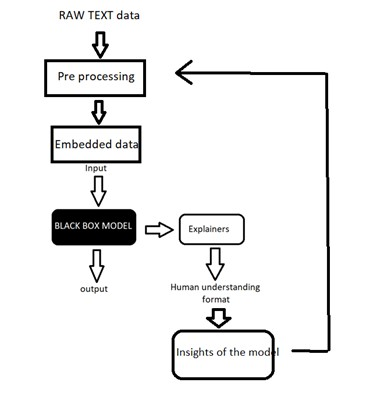 RAW TEXT data
Pre processing
Embedded data
Input
BLACK BOX MODEL
Explainers
output
Human understanding
format
Insights of the model